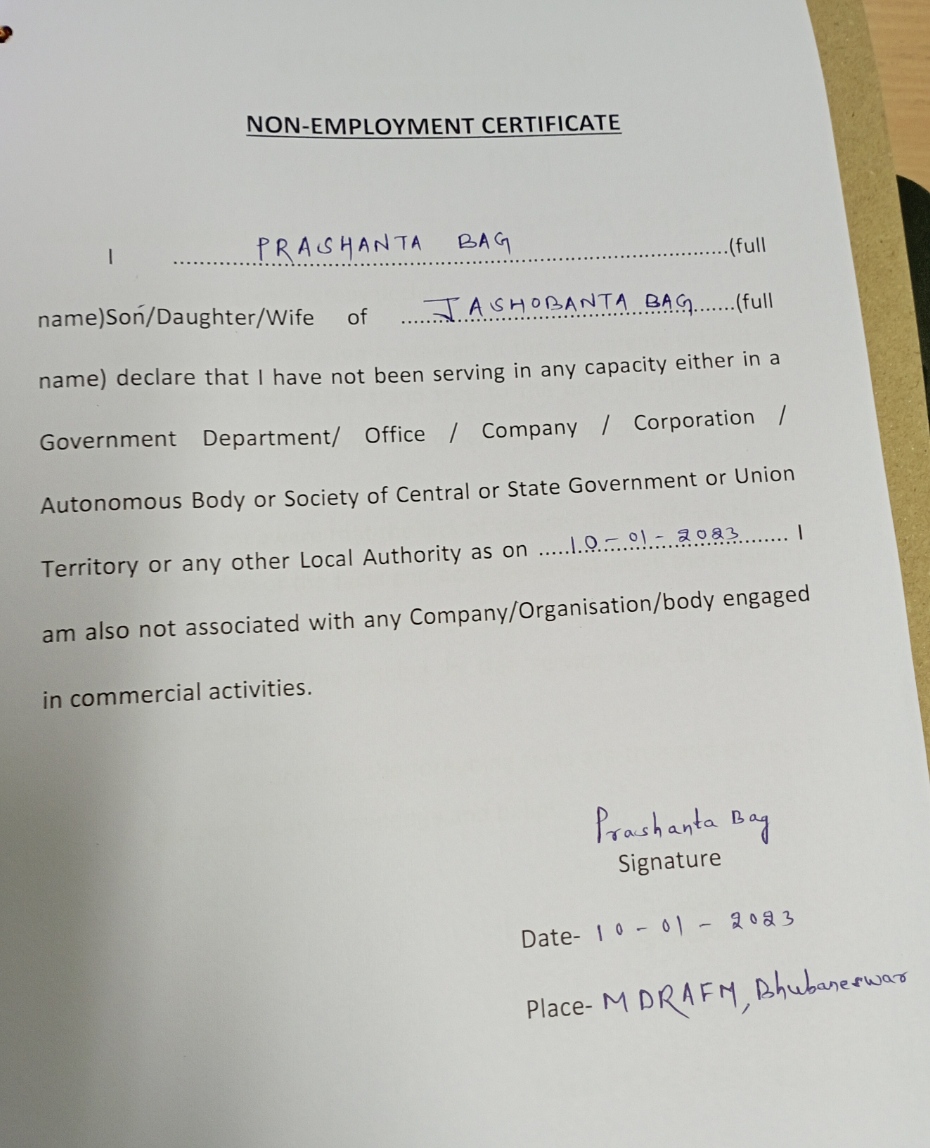 NON-EMPLOYMENT CERTIFICATE
I ........PRASHANTA BAG........(full
name)Son/Daughter/Wife of ........JASHOBANTA BAG........(full
name) declare that I have not been serving in any capacity either in a
Government Department/ Office / Company / Corporation /
Autonomous Body or Society of Central or State Government or Union
Territory or any other Local Authority as on .....10-01-2023....... I
am also not associated with any Company/Organisation/body engaged
in commercial activities.
Prashanta Bag
Signature
Date- 10-01-2023
Place- MDRAFM, Bhubaneswar